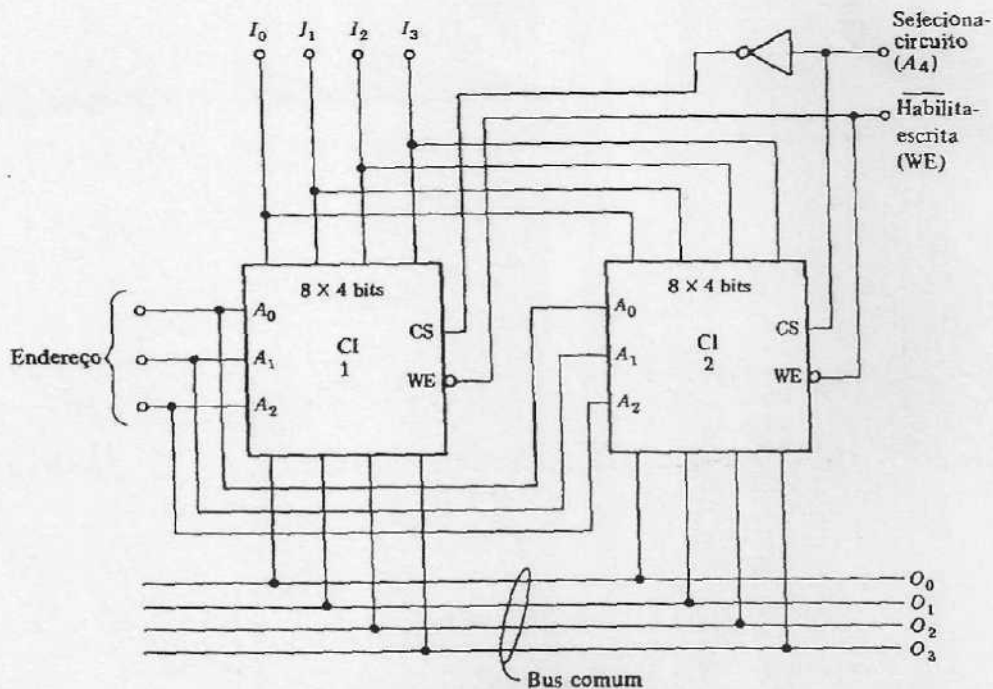 I0 I1 I2 I3
Seleciona-
circuito
(A4)
Habilita-
escrita
(WE)
8 × 4 bits
A0
A1
A2
CI
1
CS
WE
Endereço
8 × 4 bits
A0
A1
A2
CI
2
CS
WE
O0
O1
O2
O3
Bus comum